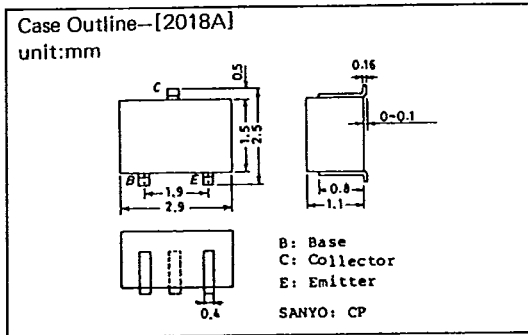 Case Outline–[2018A]
unit:mm
C
0.5
0.16
1.5
2.5
0-0.1
B
E
1.9
2.9
0.8
1.1
0.4
B: Base
C: Collector
E: Emitter
SANYO: CP